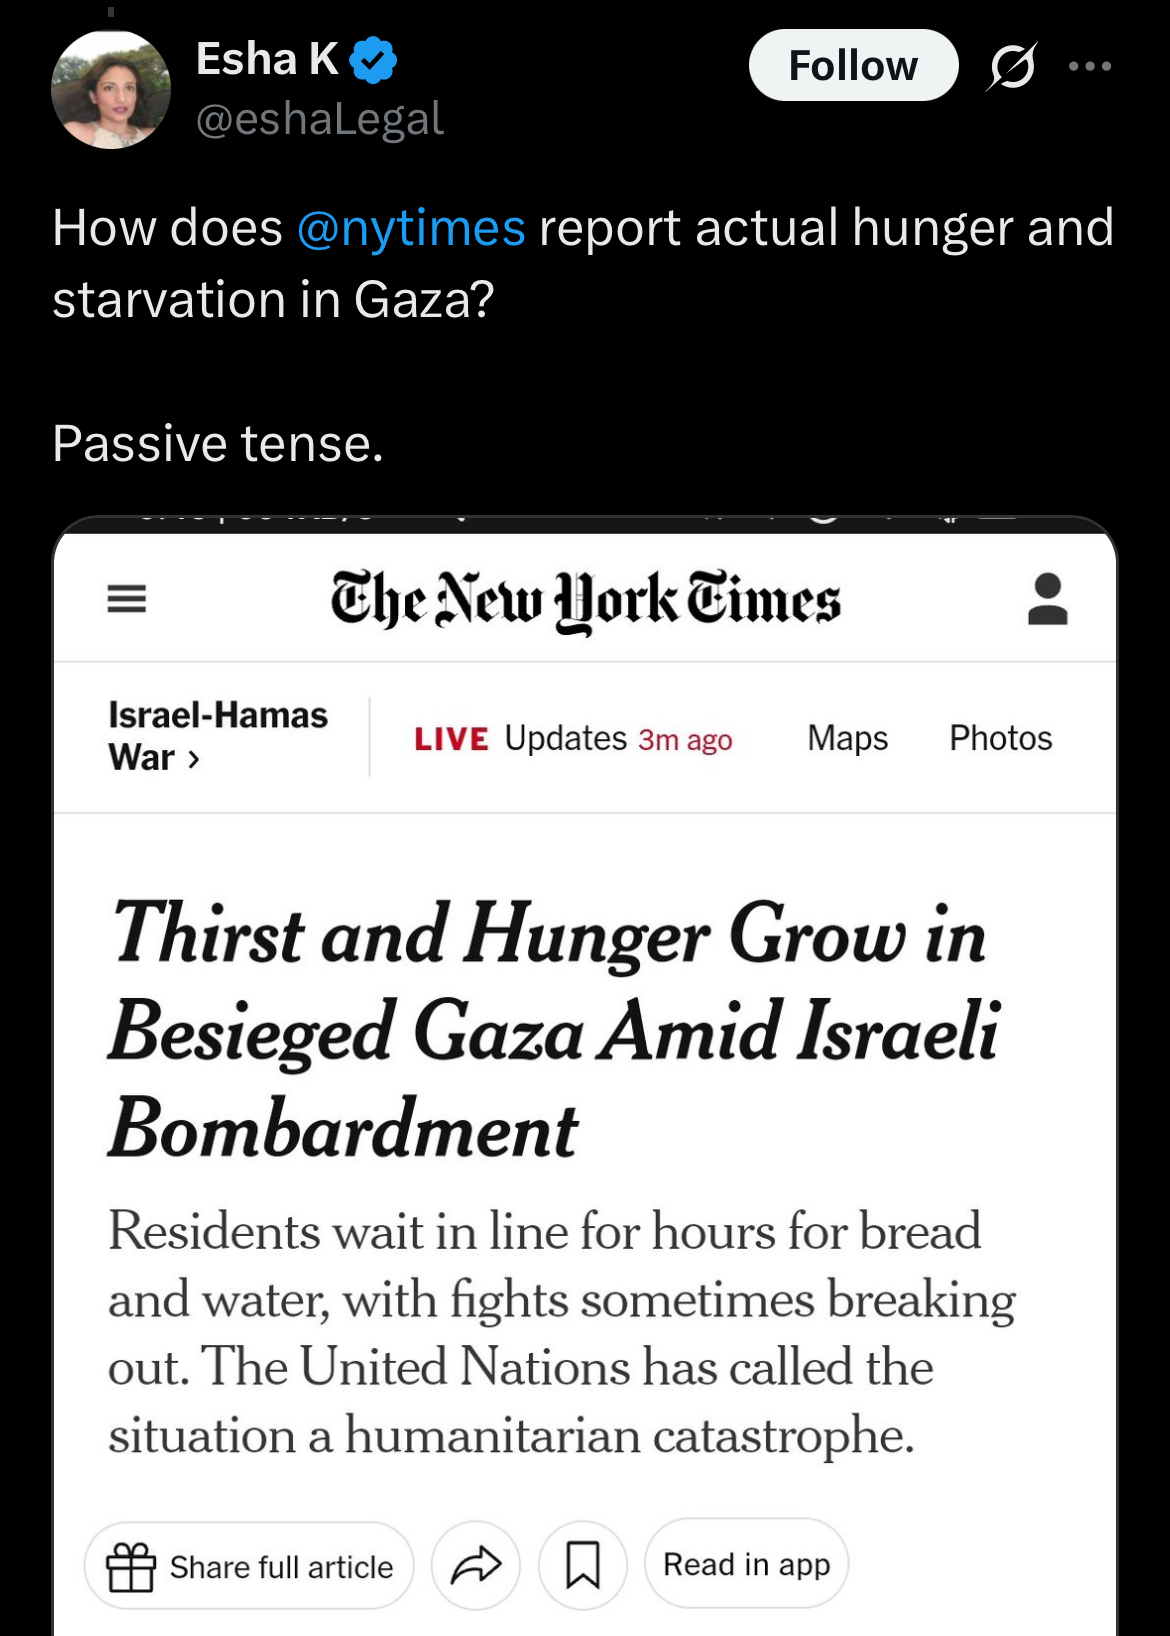 Esha K
Follow
@eshaLegal
How does @nytimes report actual hunger and
starvation in Gaza?
Passive tense.
The New York Times
Israel-Hamas
War >
LIVE Updates 3m ago Maps Photos
Thirst and Hunger Grow in
Besieged Gaza Amid Israeli
Bombardment
Residents wait in line for hours for bread
and water, with fights sometimes breaking
out. The United Nations has called the
situation a humanitarian catastrophe.
Share full article
Read in app